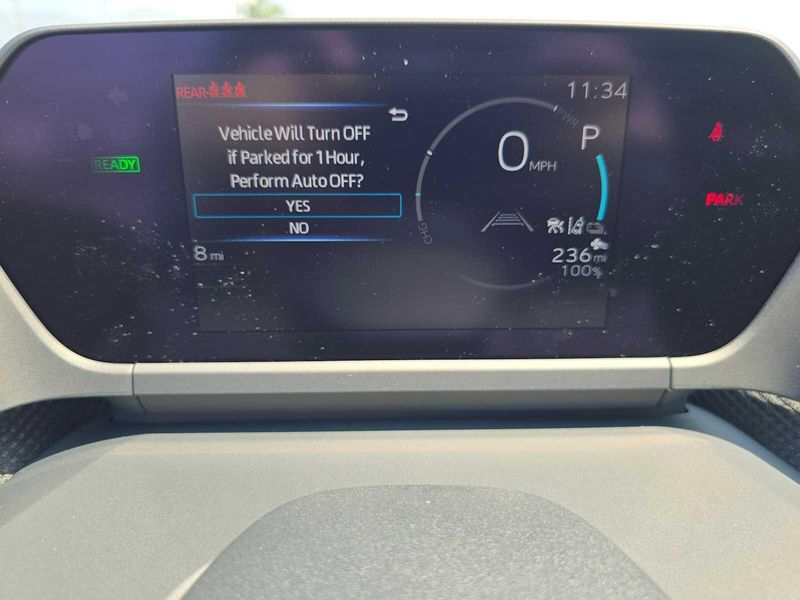 REAR
11:34
Vehicle Will Turn OFF
if Parked for 1 Hour,
Perform Auto OFF?
YES
NO
READY
PWR
P
0 MPH
PARK
CHG
8 mi
236 mi
100%